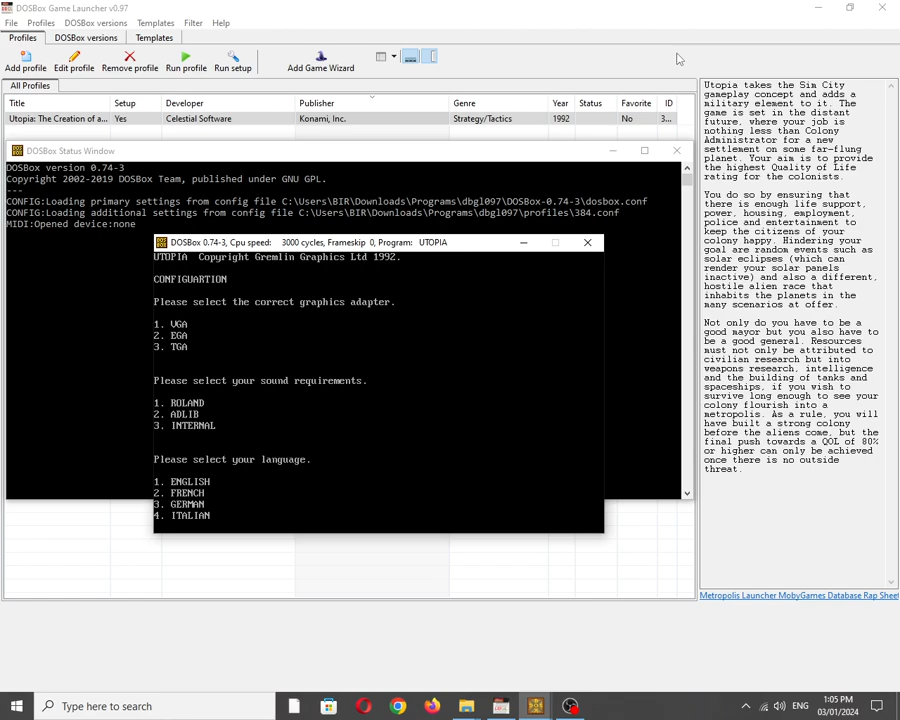 DOSBox Game Launcher v0.97
File Profiles DOSBox versions Templates Filter Help
Profiles DOSBox versions Templates
Add profile Edit profile Remove profile Run profile Run setup Add Game Wizard
All Profiles
Title Setup Developer Publisher Genre Year Status Favorite ID
Utopia: The Creation of a... Yes Celestial Software Konami, Inc. Strategy/Tactics 1992 No 3...
DOSBox Status Window
DOSBox version 0.74-3
Copyright 2002-2019 DOSBox Team, published under GNU GPL.
---
CONFIG:Loading primary settings from config file C:\Users\BIR\Downloads\Programs\dbgl097\DOSBox-0.74-3\dosbox.conf
CONFIG:Loading additional settings from config file C:\Users\BIR\Downloads\Programs\dbgl097\profiles\384.conf
MIDI:Opened device:none
DOSBox 0.74-3, Cpu speed: 3000 cycles, Frameskip 0, Program: UTOPIA
UTOPIA Copyright Gremlin Graphics Ltd 1992.
CONFIGUARTION
Please select the correct graphics adapter.
1. VGA
2. EGA
3. TGA
Please select your sound requirements.
1. ROLAND
2. ADLIB
3. INTERNAL
Please select your language.
1. ENGLISH
2. FRENCH
3. GERMAN
4. ITALIAN
Utopia takes the Sim City
gameplay concept and adds a
military element to it. The
game is set in the distant
future, where your job is
nothing less than Colony
Administrator for a new
settlement on some far-flung
planet. Your aim is to provide
the highest Quality of Life
rating for the colonists.
You do so by ensuring that
there is enough life support,
power, housing, employment,
police and entertainment to
keep the citizens of your
colony happy. Hindering your
goal are random events such as
solar eclipses (which can
render your solar panels
inactive) and also a different,
hostile alien race that
inhabits the planets in the
many scenarios at offer.
Not only do you have to be a
good mayor but you also have to
be a good general. Resources
must not only be attributed to
civilian research but into
weapons research, intelligence
and the building of tanks and
spaceships, if you wish to
survive long enough to see your
colony flourish into a
metropolis. As a rule, you will
have built a strong colony
before the aliens come, but the
final push towards a QOL of 80%
or higher can only be achieved
once there is no outside
threat.
Metropolis Launcher MobyGames Database Rap Sheet
Type here to search
ENG
1:05 PM
03/01/2024